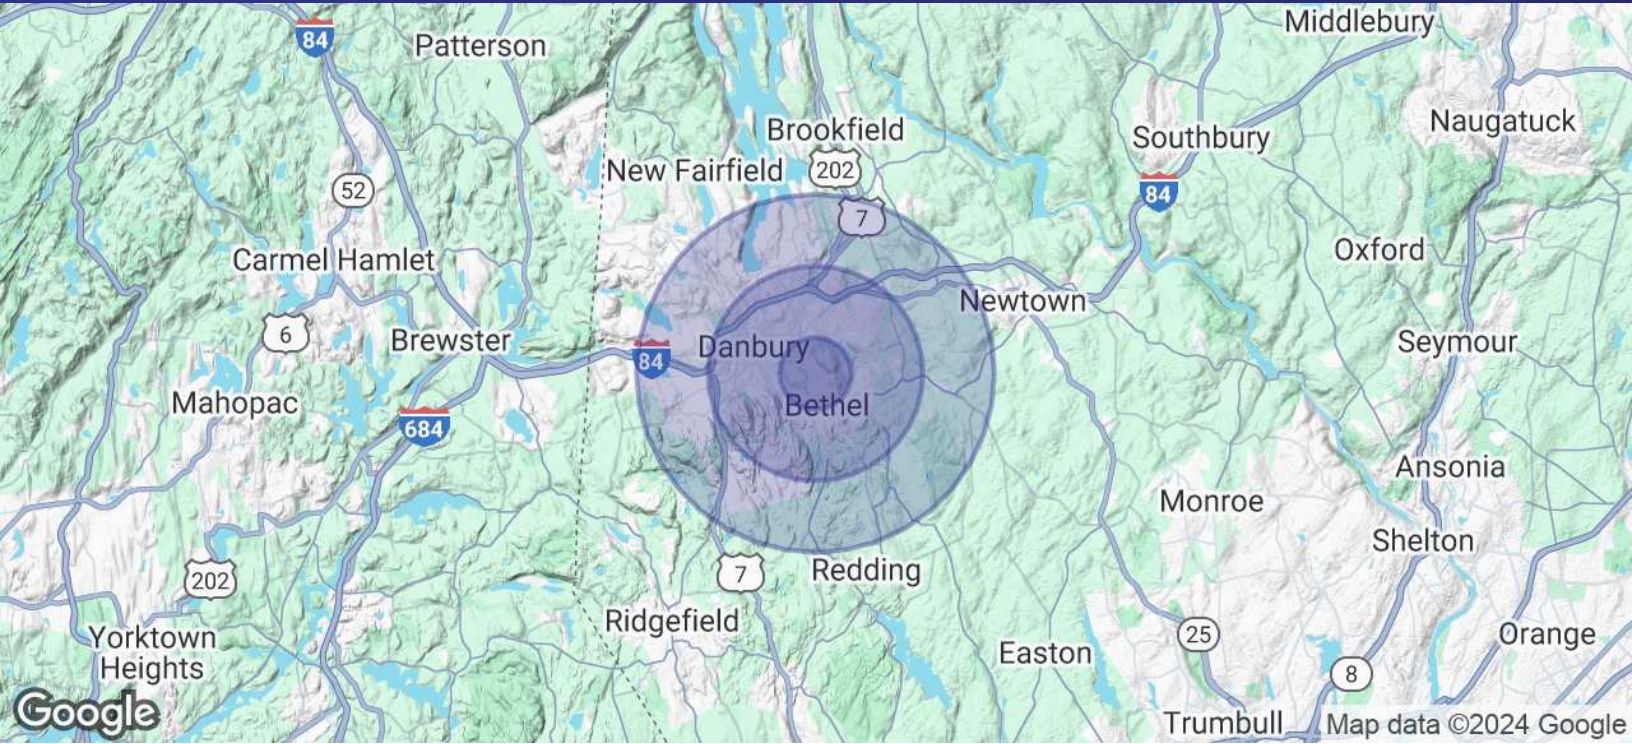 Middlebury
84
Patterson
Naugatuck
Brookfield
Southbury
202
New Fairfield
52
84
7
Oxford
Carmel Hamlet
Newtown
6
Brewster
Danbury
Seymour
84
Mahopac
Bethel
684
Ansonia
Monroe
Shelton
202
7
Redding
Ridgefield
25
Orange
Yorktown
Heights
Easton
8
Google
Trumbull
Map data ©2024 Google